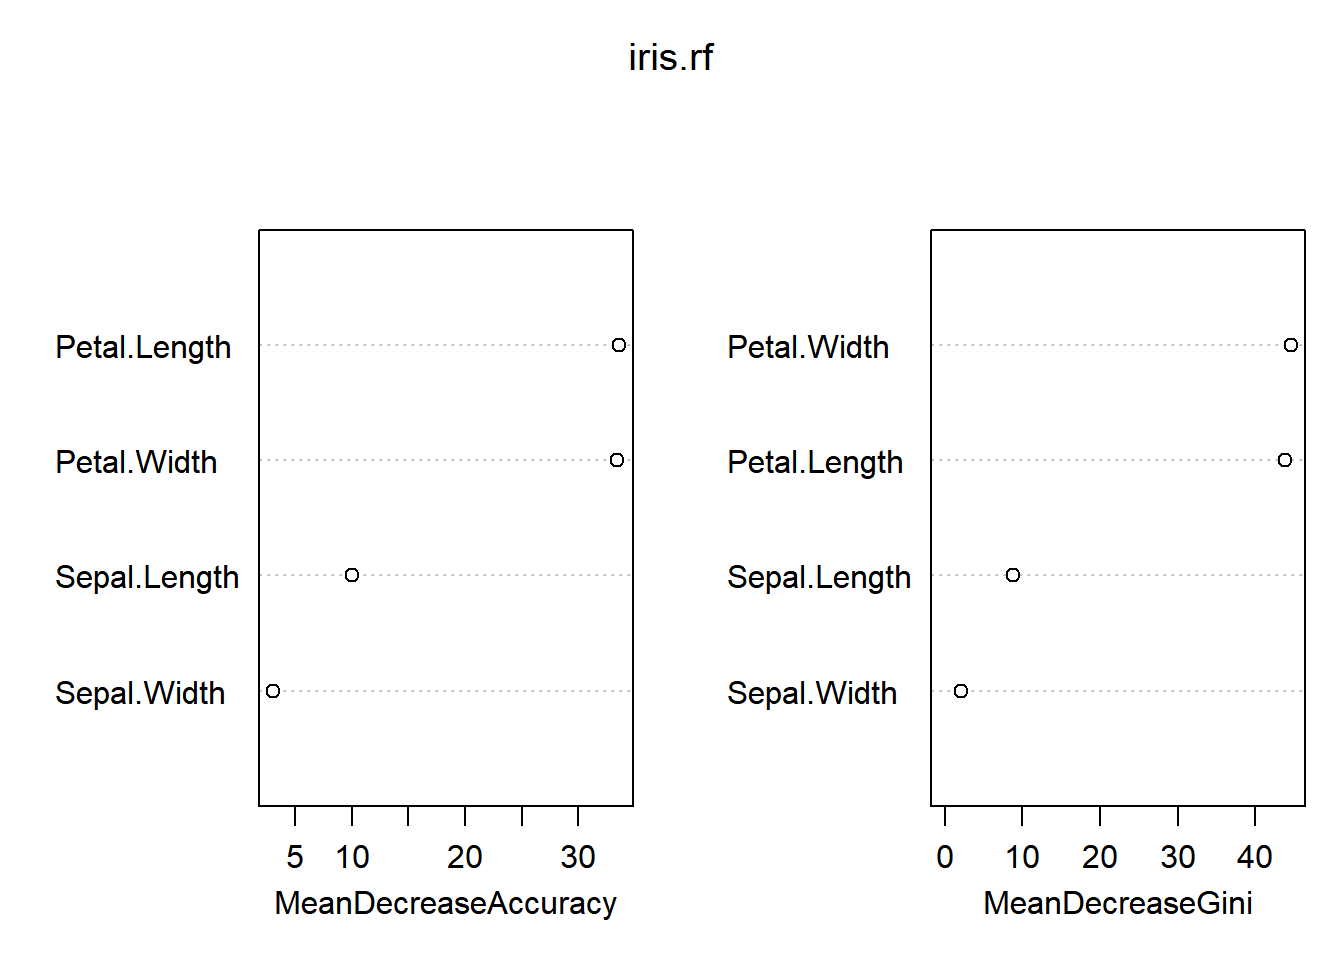 iris.rf
Petal.Length
Petal.Width
Sepal.Length
Sepal.Width
5 10 20 30
MeanDecreaseAccuracy
Petal.Width
Petal.Length
Sepal.Length
Sepal.Width
0 10 20 30 40
MeanDecreaseGini